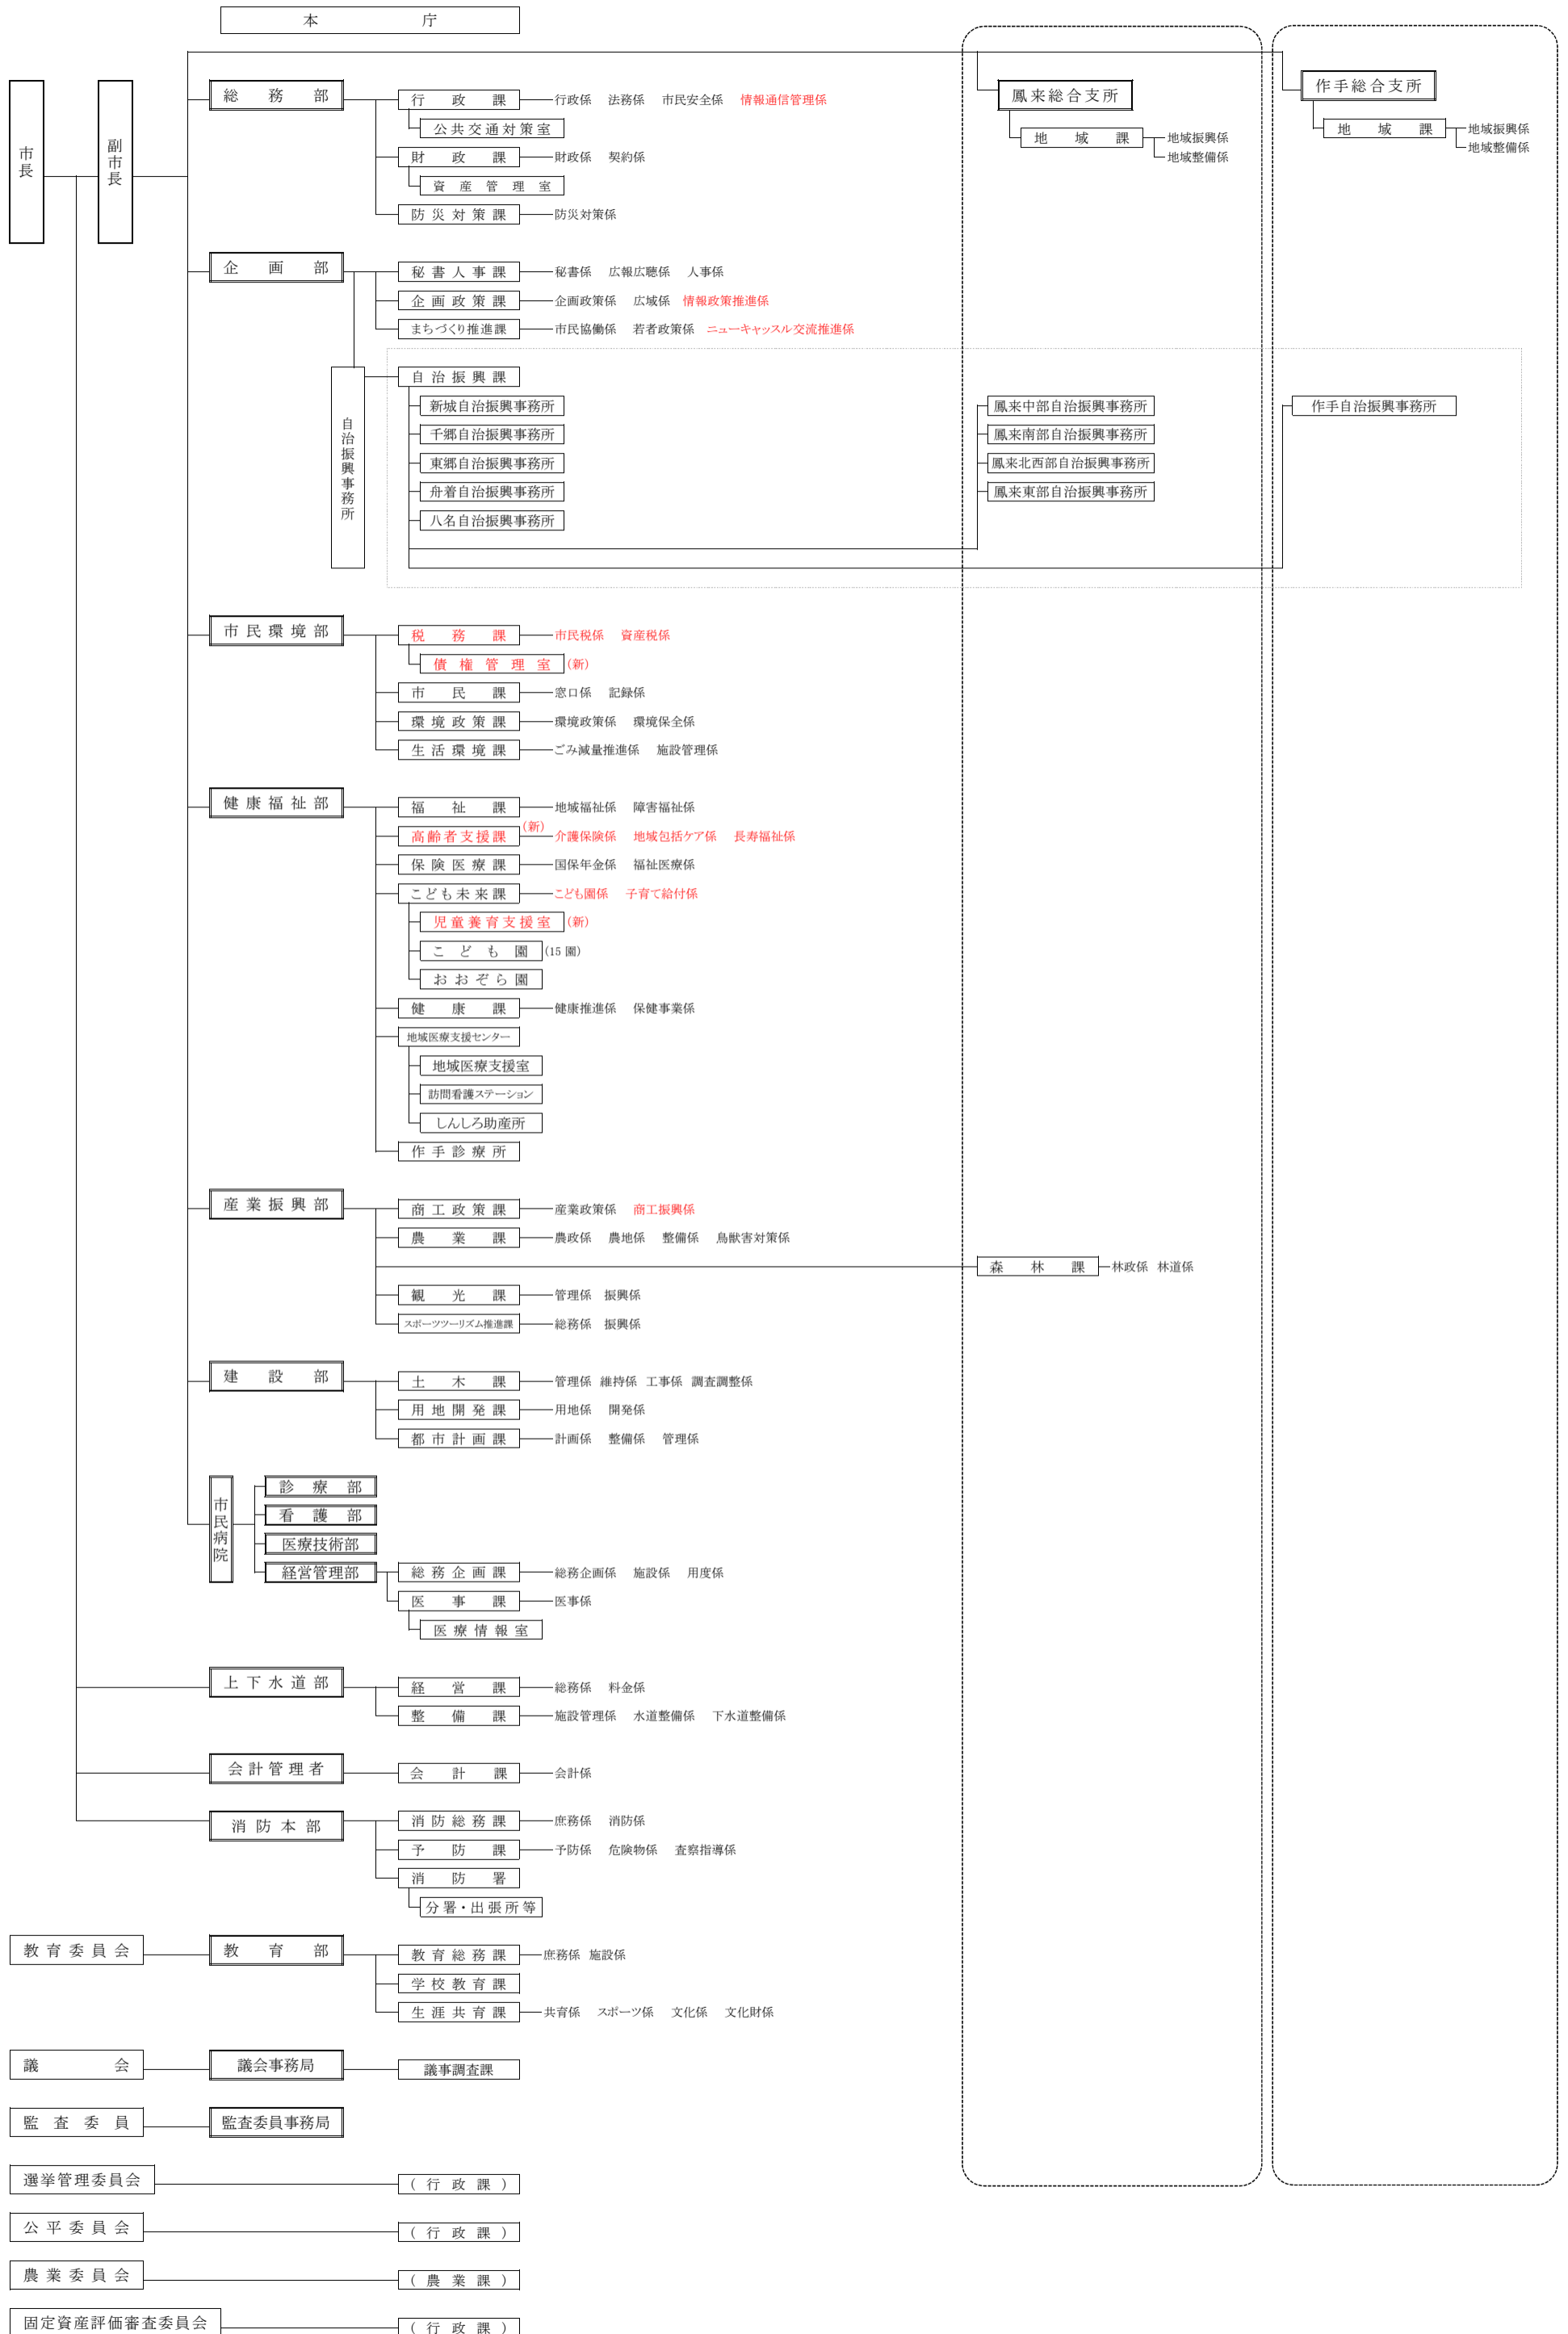 本庁
市長
副市長
総務部
行政課 行政係 法務係 市民安全係 情報通信管理係
公共交通対策室
財政課 財政係 契約係
資産管理室
防災対策課 防災対策係
鳳来総合支所
地域課 地域振興係
地域整備係
作手総合支所
地域課 地域振興係
地域整備係
企画部
秘書人事課 秘書係 広報広聴係 人事係
企画政策課 企画政策係 広域係 情報政策推進係
まちづくり推進課 市民協働係 若者政策係 ニューキャッスル交流推進係
自治振興事務所
自治振興課
新城自治振興事務所 鳳来中部自治振興事務所 作手自治振興事務所
千郷自治振興事務所 鳳来南部自治振興事務所
東郷自治振興事務所 鳳来北西部自治振興事務所
舟着自治振興事務所 鳳来東部自治振興事務所
八名自治振興事務所
市民環境部
税務課 市民税係 資産税係
債権管理室 (新)
市民課 窓口係 記録係
環境政策課 環境政策係 環境保全係
生活環境課 ごみ減量推進係 施設管理係
健康福祉部
福祉課 地域福祉係 障害福祉係
高齢者支援課 (新) 介護保険係 地域包括ケア係 長寿福祉係
保険医療課 国保年金係 福祉医療係
こども未来課 こども園係 子育て給付係
児童養育支援室 (新)
こども園 (15 園)
おおぞら園
健康課 健康推進係 保健事業係
地域医療支援センター
地域医療支援室
訪問看護ステーション
しんしろ助産所
作手診療所
産業振興部
商工政策課 産業政策係 商工振興係
農業課 農政係 農地係 整備係 鳥獣害対策係
森林課 林政係 林道係
観光課 管理係 振興係
スポーツツーリズム推進課 総務係 振興係
建設部
土木課 管理係 維持係 工事係 調査調整係
用地開発課 用地係 開発係
都市計画課 計画係 整備係 管理係
市民病院
診療部
看護部
医療技術部
経営管理部 総務企画課 総務企画係 施設係 用度係
医事課 医事係
医療情報室
上下水道部
経営課 総務係 料金係
整備課 施設管理係 水道整備係 下水道整備係
会計管理者 会計課 会計係
消防本部
消防総務課 庶務係 消防係
予防課 予防係 危険物係 査察指導係
消防署
分署・出張所等
教育委員会 教育部 教育総務課 庶務係 施設係
学校教育課
生涯共育課 共育係 スポーツ係 文化係 文化財係
議会 議会事務局 議事調査課
監査委員 監査委員事務局
選挙管理委員会 (行政課)
公平委員会 (行政課)
農業委員会 (農業課)
固定資産評価審査委員会 (行政課)